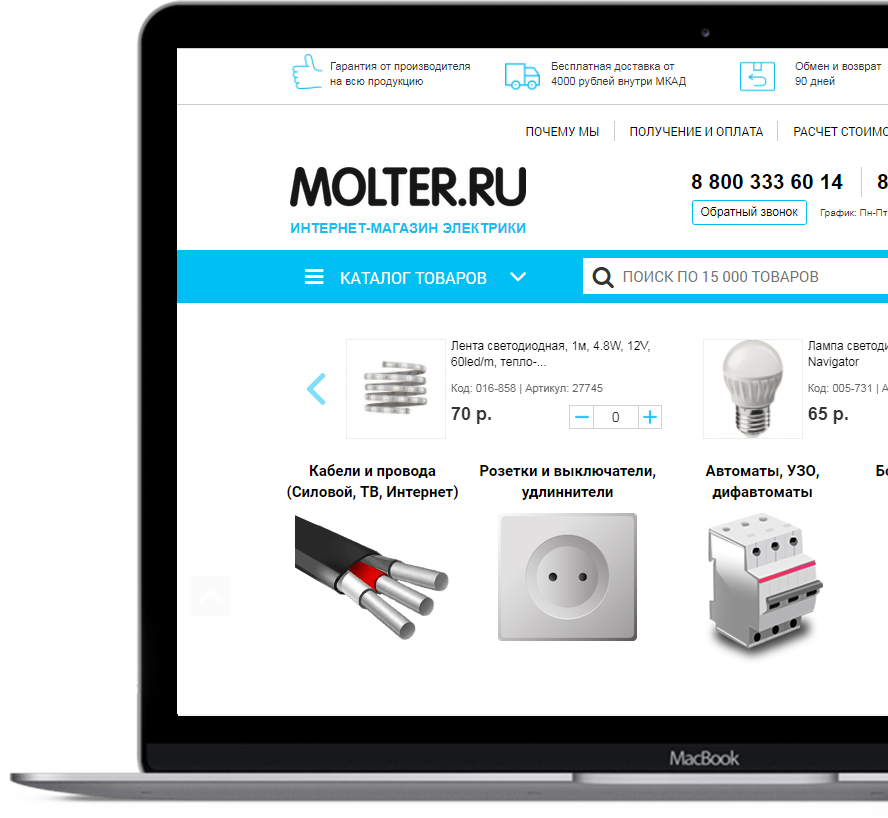 Гарантия от производителя
на всю продукцию
Бесплатная доставка от
4000 рублей внутри МКАД
Обмен и возврат
90 дней
ПОЧЕМУ МЫ
ПОЛУЧЕНИЕ И ОПЛАТА
РАСЧЕТ СТОИМО
MOLTER.RU
ИНТЕРНЕТ-МАГАЗИН ЭЛЕКТРИКИ
8 800 333 60 14
8
Обратный звонок
График: Пн-Пт
КАТАЛОГ ТОВАРОВ
ПОИСК ПО 15 000 ТОВАРОВ
Лента светодиодная, 1м, 4.8W, 12V,
60led/m, тепло-...
Код: 016-858 | Артикул: 27745
70 р.
0
Лампа светоди
Navigator
Код: 005-731 | А
65 р.
Кабели и провода
(Силовой, ТВ, Интернет)
Розетки и выключатели,
удлиннители
Автоматы, УЗО,
дифавтоматы
Бо
MacBook